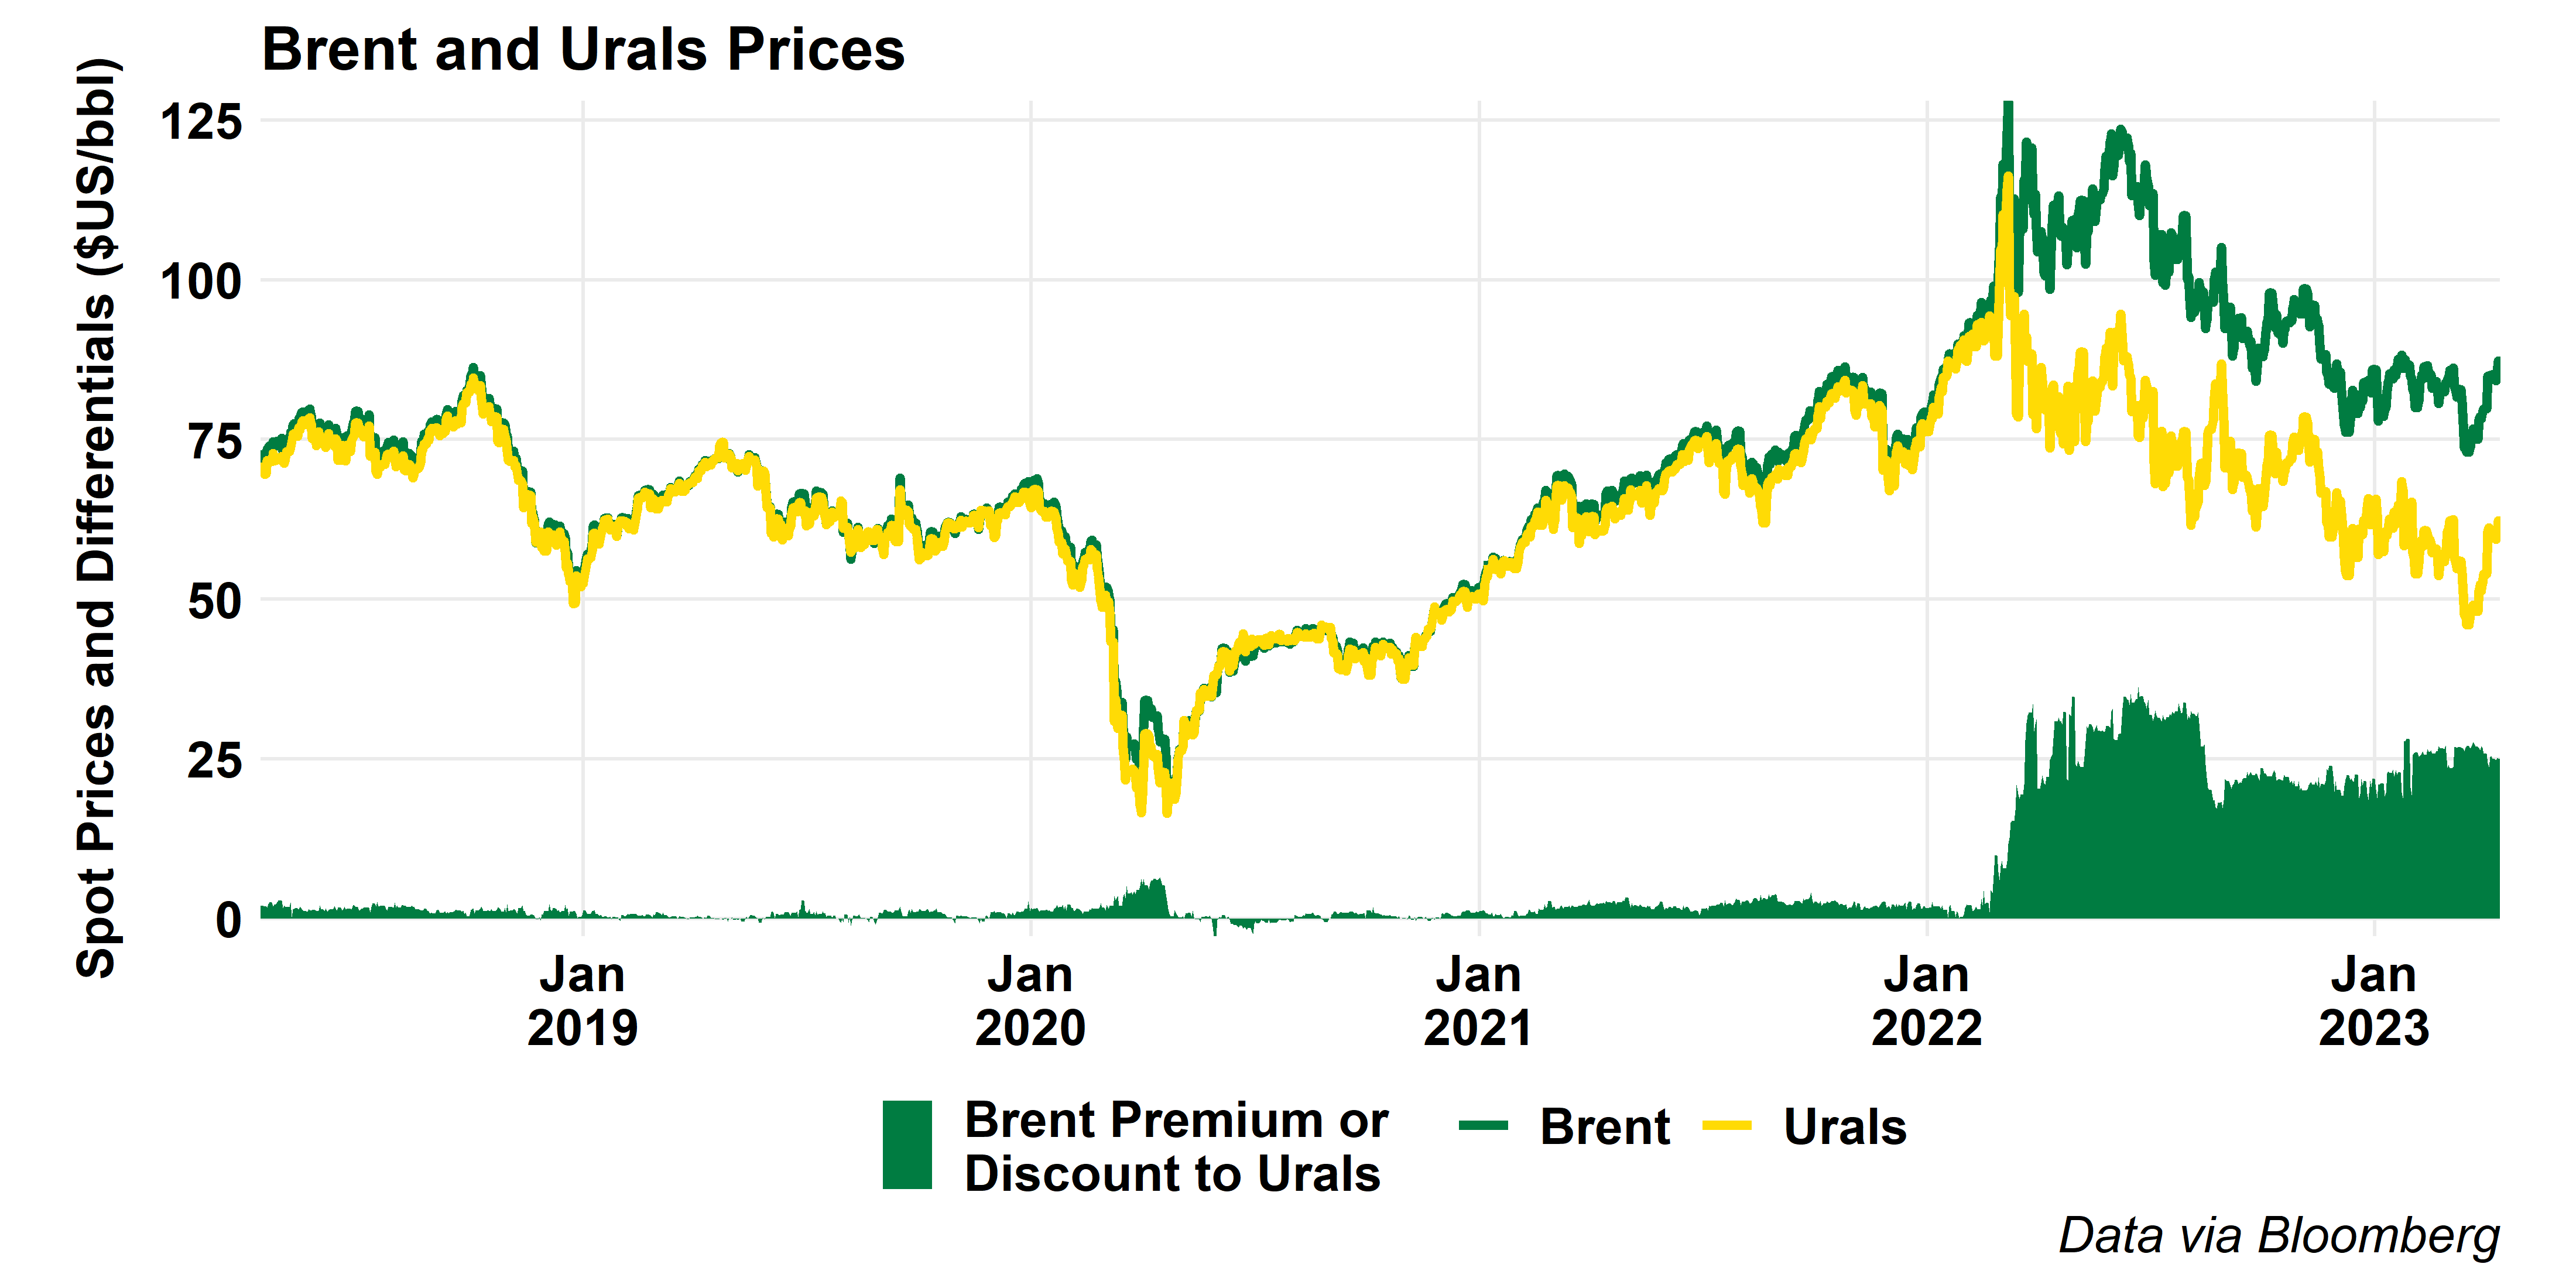 Brent and Urals Prices
Spot Prices and Differentials ($US/bbl)
125
100
75
50
25
0
Jan
2019
Jan
2020
Jan
2021
Jan
2022
Jan
2023
Brent Premium or
Discount to Urals
Brent
Urals
Data via Bloomberg